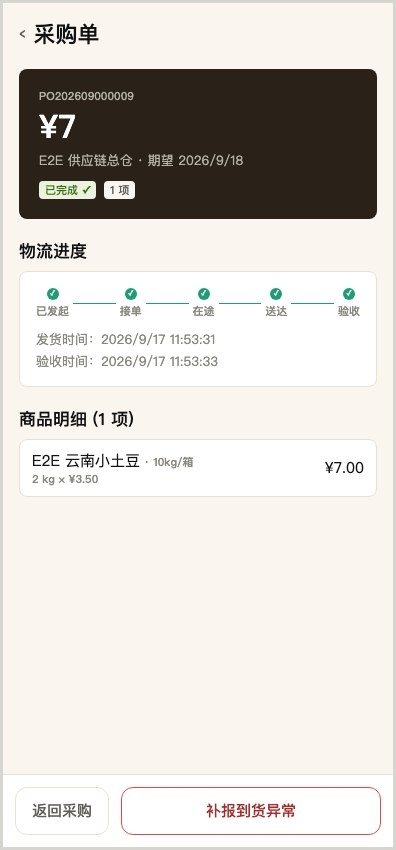 ‹ 采购单
PO202609000009
¥7
E2E 供应链总仓 · 期望 2026/9/18
已完成 ✓ 1 项
物流进度
已发起 接单 在途 送达 验收
发货时间：2026/9/17 11:53:31
验收时间：2026/9/17 11:53:33
商品明细 (1 项)
E2E 云南小土豆 · 10kg/箱 ¥7.00
2 kg × ¥3.50
返回采购 补报到货异常